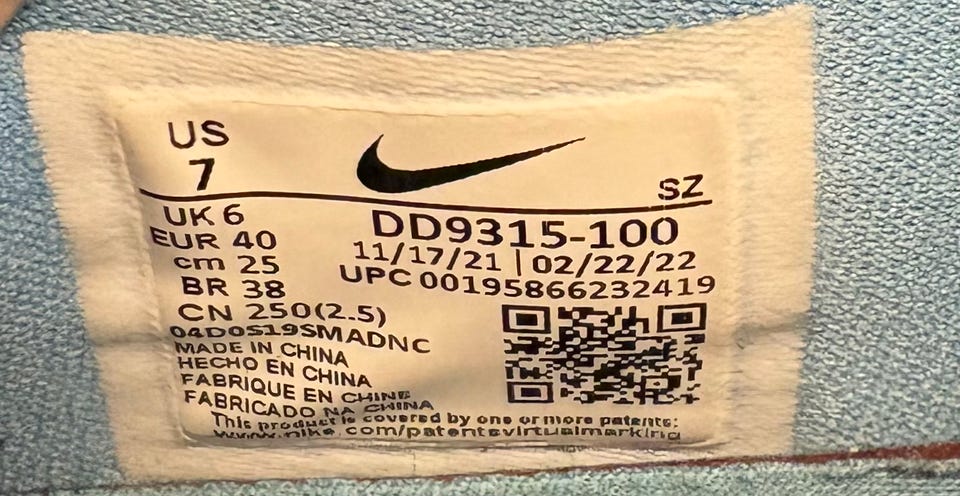 US
7
SZ
UK 6
EUR 40
cm 25
BR 38
CN 250(2.5)
DD9315-100
11/17/21 | 02/22/22
UPC 00195866232419
04D0S19SMADNC
MADE IN CHINA
HECHO EN CHINA
FABRIQUE EN CHINE
FABRICADO NA CHINA
This product is covered by one or more patents:
www.nike.com/patentsvirtualmarking